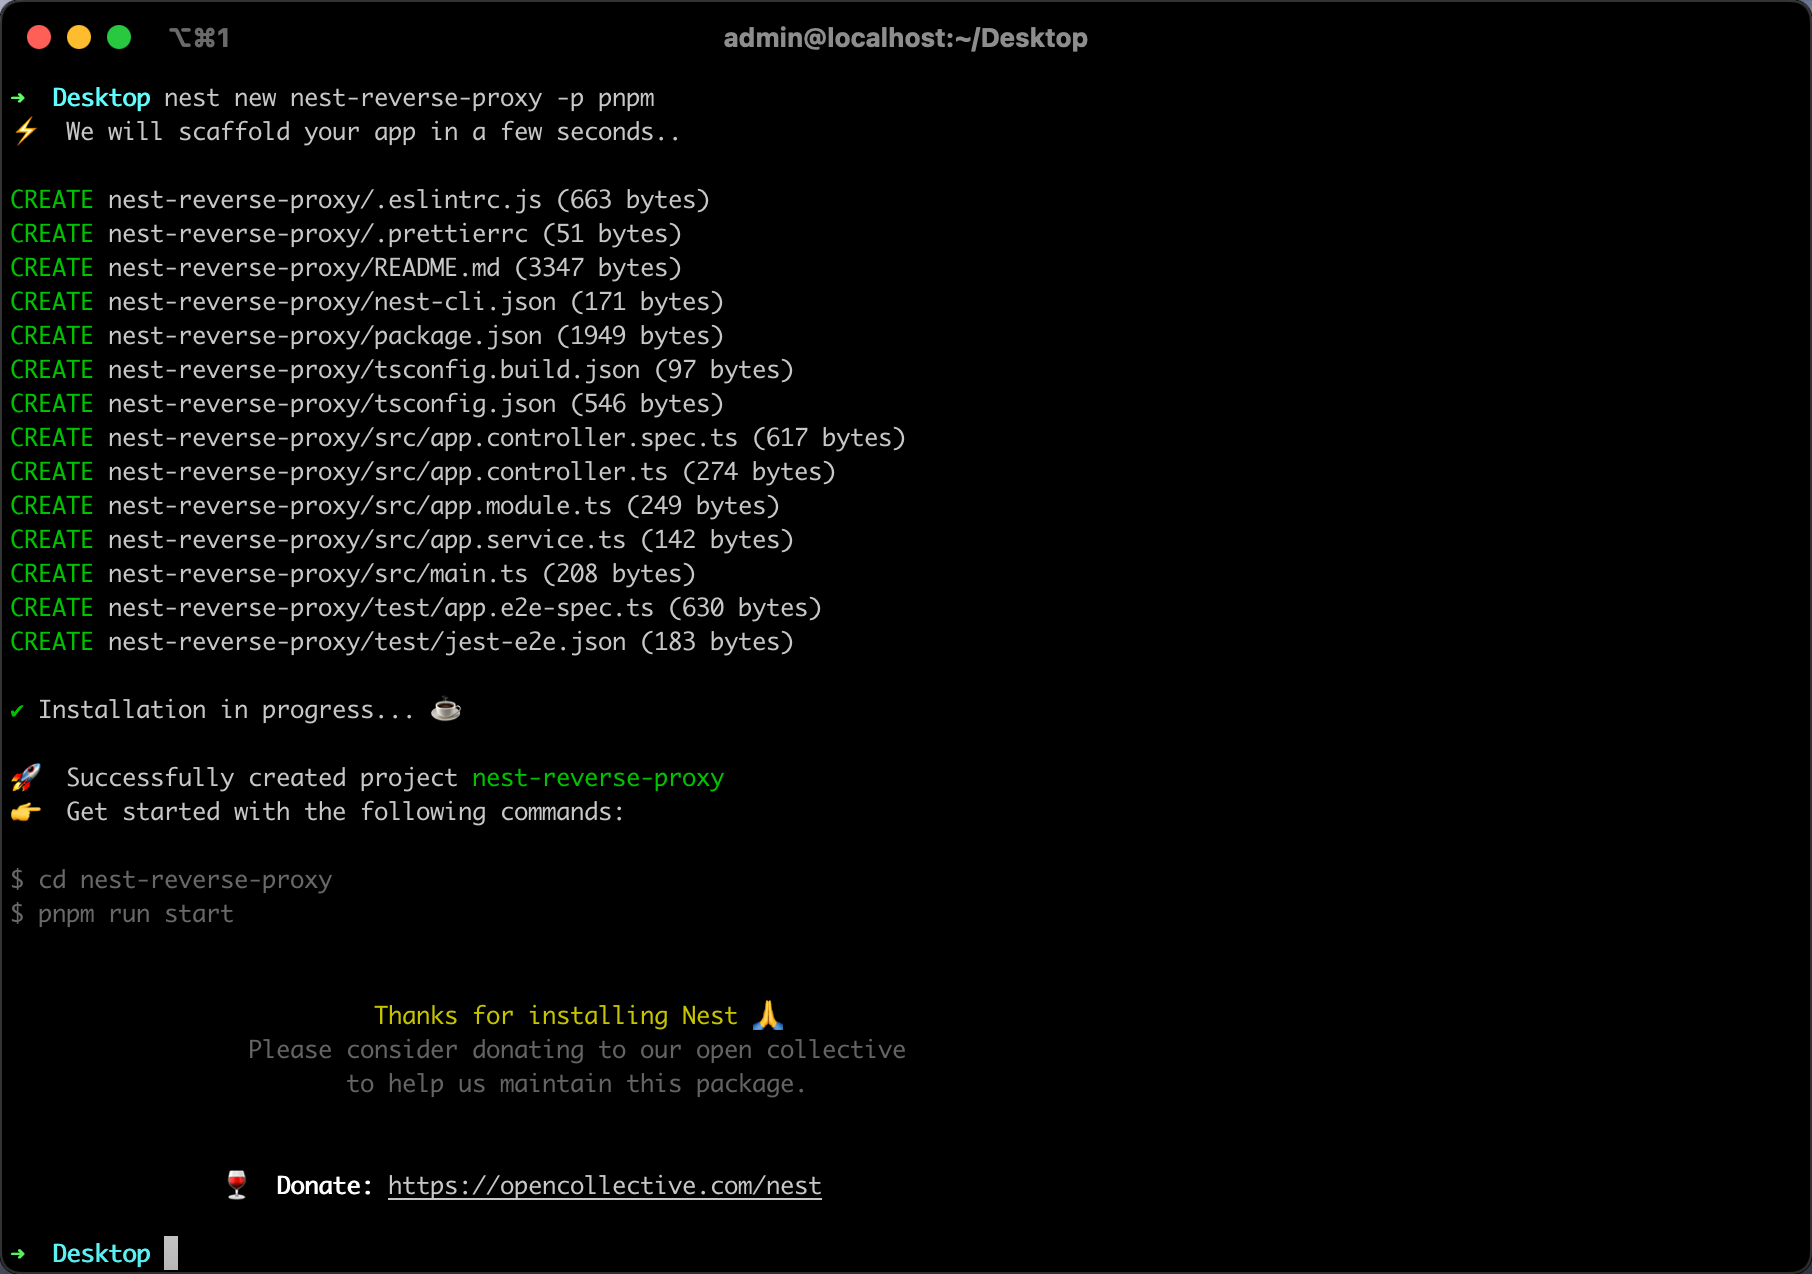 ⌥⌘1
admin@localhost:~/Desktop
➜ Desktop nest new nest-reverse-proxy -p pnpm
⚡ We will scaffold your app in a few seconds..
CREATE nest-reverse-proxy/.eslintrc.js (663 bytes)
CREATE nest-reverse-proxy/.prettierrc (51 bytes)
CREATE nest-reverse-proxy/README.md (3347 bytes)
CREATE nest-reverse-proxy/nest-cli.json (171 bytes)
CREATE nest-reverse-proxy/package.json (1949 bytes)
CREATE nest-reverse-proxy/tsconfig.build.json (97 bytes)
CREATE nest-reverse-proxy/tsconfig.json (546 bytes)
CREATE nest-reverse-proxy/src/app.controller.spec.ts (617 bytes)
CREATE nest-reverse-proxy/src/app.controller.ts (274 bytes)
CREATE nest-reverse-proxy/src/app.module.ts (249 bytes)
CREATE nest-reverse-proxy/src/app.service.ts (142 bytes)
CREATE nest-reverse-proxy/src/main.ts (208 bytes)
CREATE nest-reverse-proxy/test/app.e2e-spec.ts (630 bytes)
CREATE nest-reverse-proxy/test/jest-e2e.json (183 bytes)
✔ Installation in progress... ☕
🚀 Successfully created project nest-reverse-proxy
👉 Get started with the following commands:
$ cd nest-reverse-proxy
$ pnpm run start
Thanks for installing Nest 🙏
Please consider donating to our open collective
to help us maintain this package.
🍷 Donate: https://opencollective.com/nest
➜ Desktop